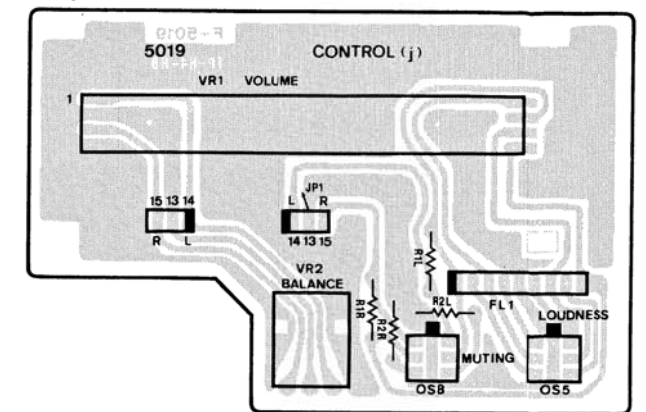 F-5019
5019 CONTROL (j)
VR1 VOLUME
1
JP1
15 13 14
L R
R L
14 13 15
VR2
BALANCE
R1L
R1R
R2R
R2L
FL1
LOUDNESS
MUTING
OS8
OS5